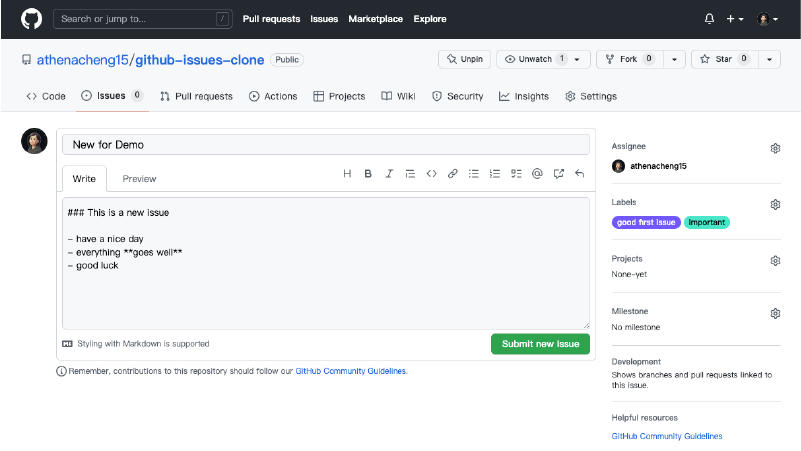 Search or jump to... /
Pull requests Issues Marketplace Explore
athenacheng15/github-issues-clone Public
Unpin Unwatch 1 Fork 0 Star 0
Code Issues 0 Pull requests Actions Projects Wiki Security Insights Settings
New for Demo
Write Preview
### This is a new issue
- have a nice day
- everything **goes well**
- good luck
Styling with Markdown is supported
Submit new issue
Remember, contributions to this repository should follow our GitHub Community Guidelines.
Assignee
athenacheng15
Labels
good first issue important
Projects
None-yet
Milestone
No milestone
Development
Shows branches and pull requests linked to
this issue.
Helpful resources
GitHub Community Guidelines